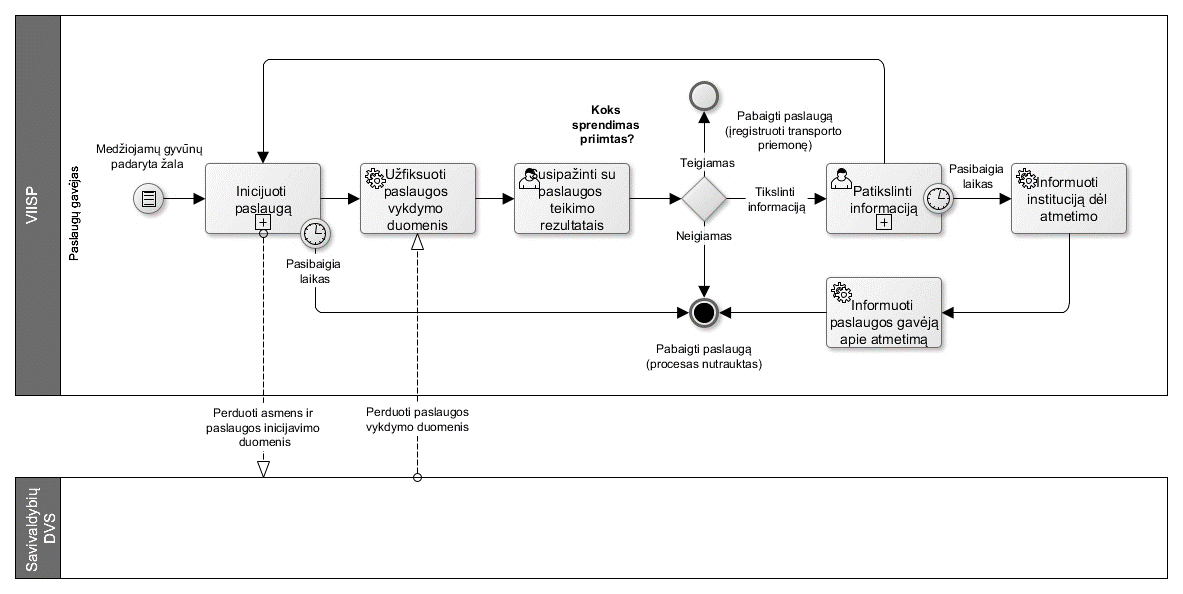 VIISP
Paslaugų gavėjas
Medžiojamų gyvūnų
padaryta žala
Inicijuoti
paslaugą
Pasibaigia
laikas
Užfiksuoti
paslaugos
vykdymo
duomenis
Susipažinti su
paslaugos
teikimo
rezultatais
Koks
sprendimas
priimtas?
Teigiamas
Pabaigti paslaugą
(įregistruoti transporto
priemonę)
Tikslinti
informaciją
Neigiamas
Patikslinti
informaciją
Pasibaigia
laikas
Informuoti
instituciją dėl
atmetimo
Informuoti
paslaugos gavėją
apie atmetimą
Pabaigti paslaugą
(procesas nutrauktas)
Perduoti asmens ir
paslaugos inicijavimo
duomenis
Perduoti paslaugos
vykdymo duomenis
Savivaldybių
DVS